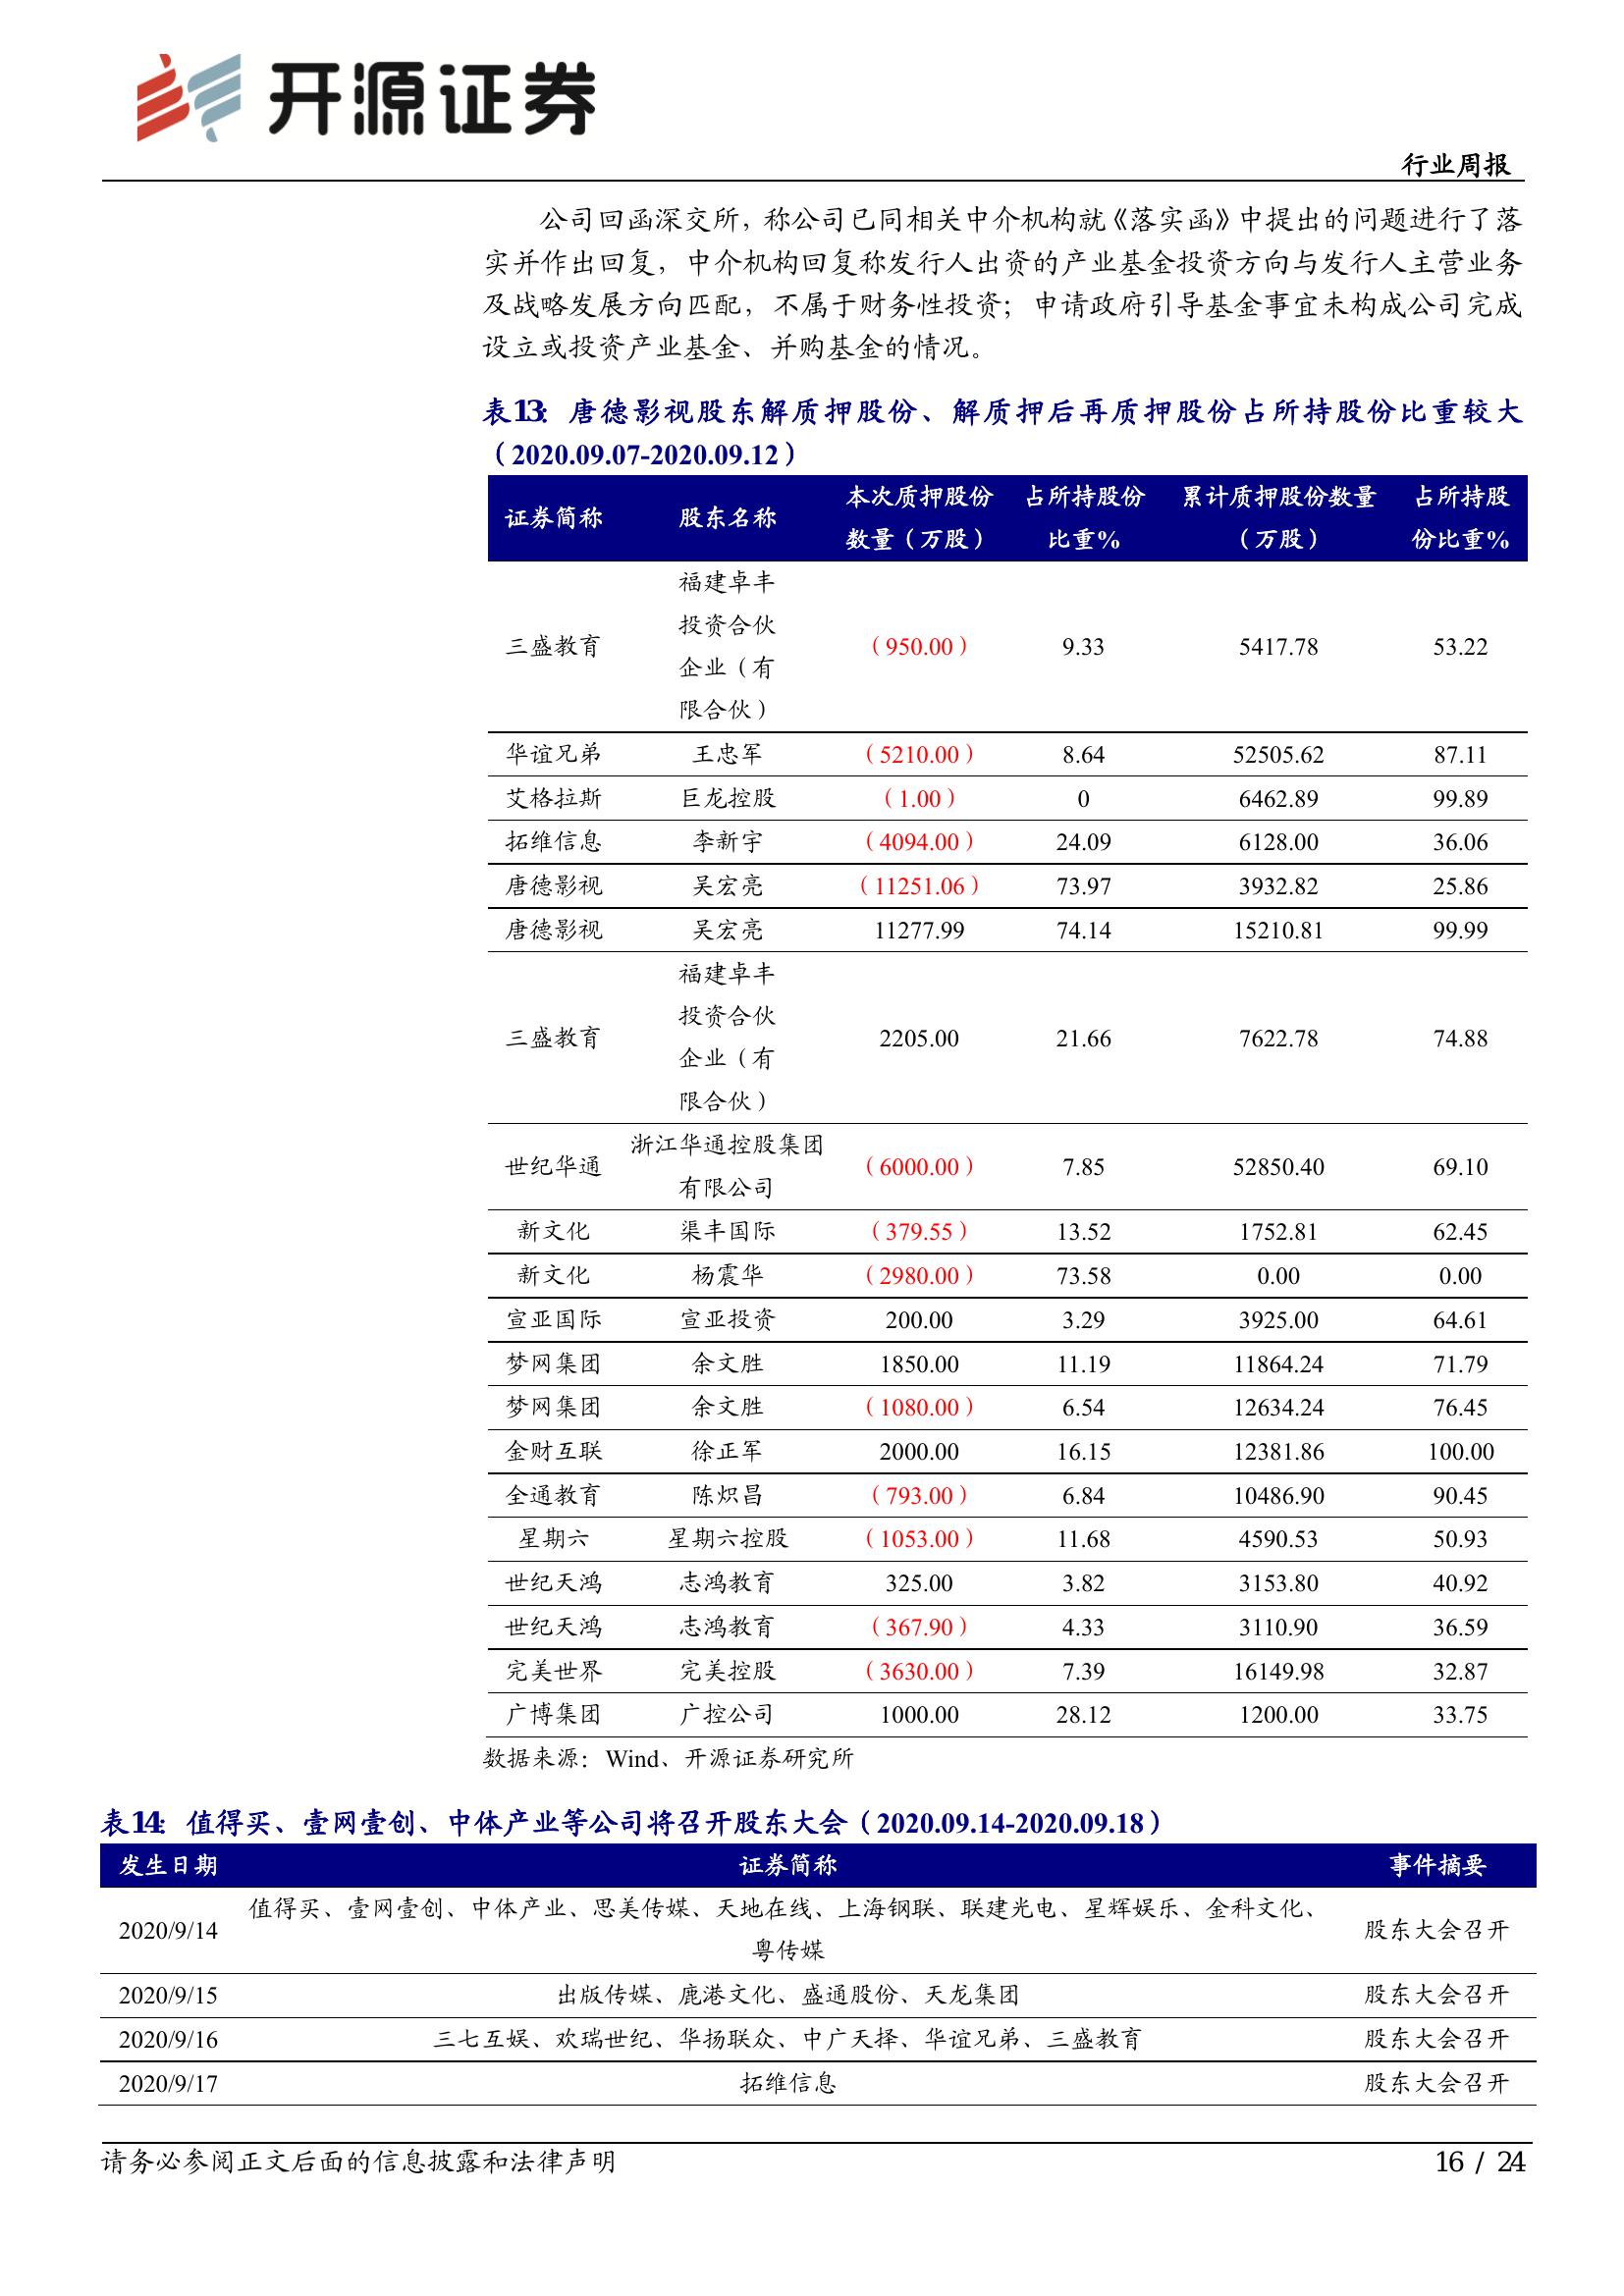 开源证券
行业周报
公司回函深交所，称公司已同相关中介机构就《落实函》中提出的问题进行了落
实并作出回复，中介机构回复称发行人出资的产业基金投资方向与发行人主营业务
及战略发展方向匹配，不属于财务性投资；申请政府引导基金事宜未构成公司完成
设立或投资产业基金、并购基金的情况。
表13：唐德影视股东解质押股份、解质押后再质押股份占所持股份比重较大
（2020.09.07-2020.09.12）
证券简称 股东名称 本次质押股份 占所持股份 累计质押股份数量 占所持股
数量（万股） 比重% （万股） 份比重%
福建卓丰
投资合伙
三盛教育 （950.00） 9.33 5417.78 53.22
企业（有
限合伙）
华谊兄弟 王忠军 （5210.00） 8.64 52505.62 87.11
艾格拉斯 巨龙控股 （1.00） 0 6462.89 99.89
拓维信息 李新宇 （4094.00） 24.09 6128.00 36.06
唐德影视 吴宏亮 （11251.06） 73.97 3932.82 25.86
唐德影视 吴宏亮 11277.99 74.14 15210.81 99.99
福建卓丰
投资合伙
三盛教育 2205.00 21.66 7622.78 74.88
企业（有
限合伙）
浙江华通控股集团
世纪华通 （6000.00） 7.85 52850.40 69.10
有限公司
新文化 渠丰国际 （379.55） 13.52 1752.81 62.45
新文化 杨震华 （2980.00） 73.58 0.00 0.00
宣亚国际 宣亚投资 200.00 3.29 3925.00 64.61
梦网集团 余文胜 1850.00 11.19 11864.24 71.79
梦网集团 余文胜 （1080.00） 6.54 12634.24 76.45
金财互联 徐正军 2000.00 16.15 12381.86 100.00
全通教育 陈炽昌 （793.00） 6.84 10486.90 90.45
星期六 星期六控股 （1053.00） 11.68 4590.53 50.93
世纪天鸿 志鸿教育 325.00 3.82 3153.80 40.92
世纪天鸿 志鸿教育 （367.90） 4.33 3110.90 36.59
完美世界 完美控股 （3630.00） 7.39 16149.98 32.87
广博集团 广控公司 1000.00 28.12 1200.00 33.75
数据来源：Wind、开源证券研究所
表14：值得买、壹网壹创、中体产业等公司将召开股东大会（2020.09.14-2020.09.18）
发生日期 证券简称 事件摘要
值得买、壹网壹创、中体产业、思美传媒、天地在线、上海钢联、联建光电、星辉娱乐、金科文化、
2020/9/14 股东大会召开
粤传媒
2020/9/15 出版传媒、鹿港文化、盛通股份、天龙集团 股东大会召开
2020/9/16 三七互娱、欢瑞世纪、华扬联众、中广天择、华谊兄弟、三盛教育 股东大会召开
2020/9/17 拓维信息 股东大会召开
请务必参阅正文后面的信息披露和法律声明 16 / 24